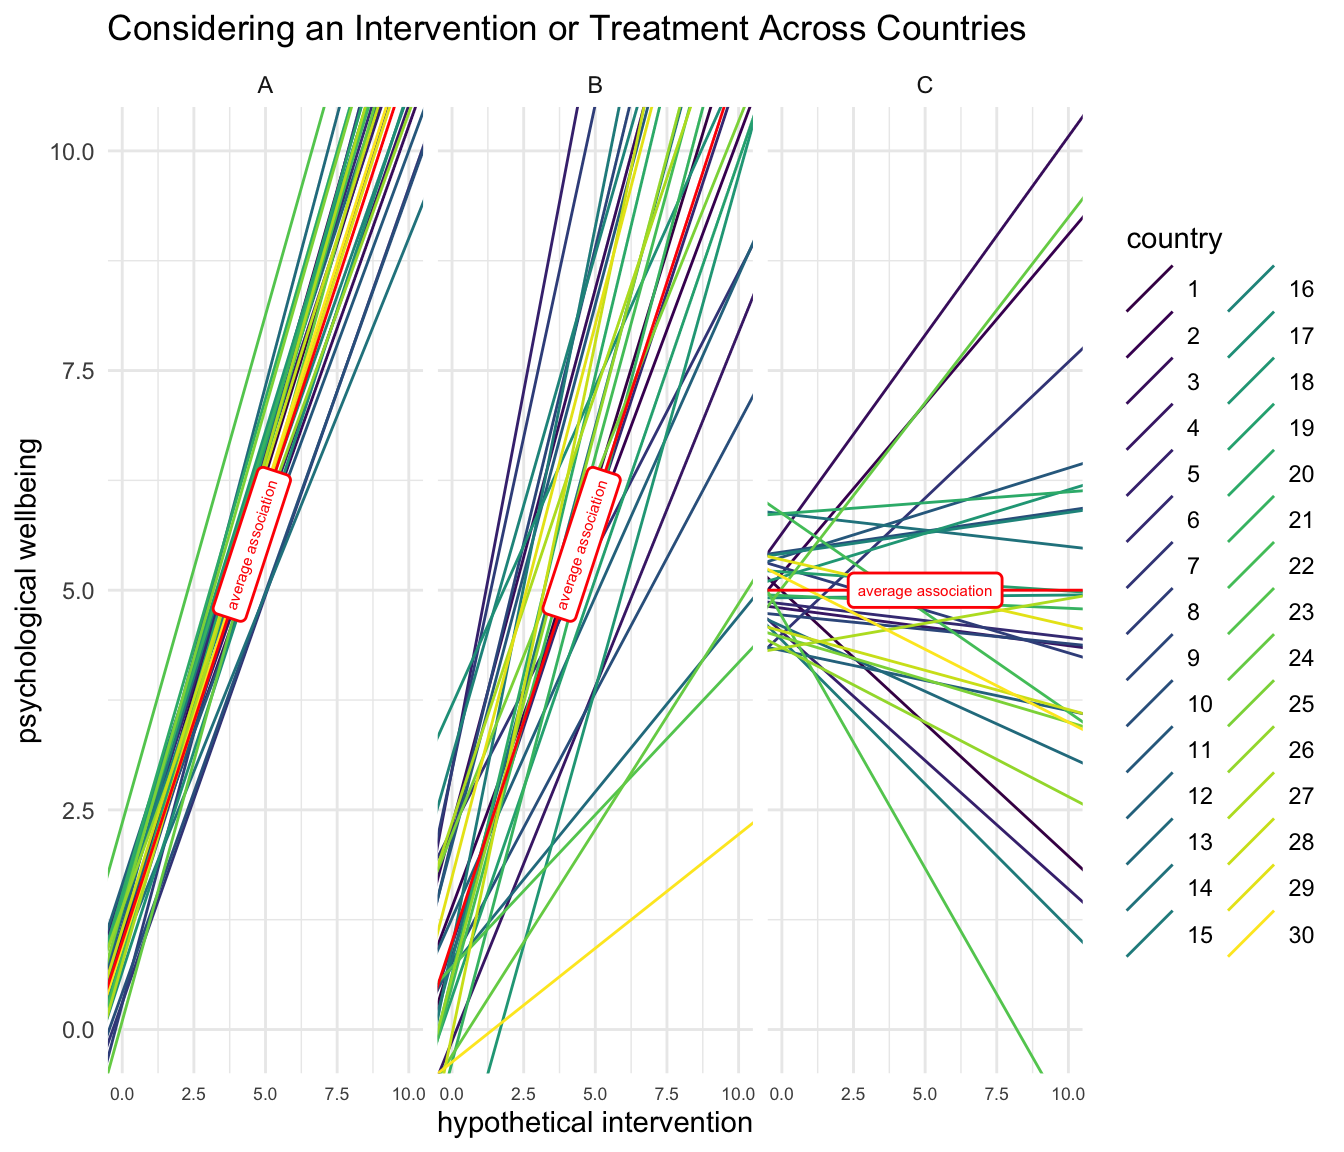 Considering an Intervention or Treatment Across Countries
A
B
C
psychological wellbeing
10.0
7.5
5.0
2.5
0.0
average association
average association
average association
0.0 2.5 5.0 7.5 10.0
0.0 2.5 5.0 7.5 10.0
0.0 2.5 5.0 7.5 10.0
hypothetical intervention
country
1
2
3
4
5
6
7
8
9
10
11
12
13
14
15
16
17
18
19
20
21
22
23
24
25
26
27
28
29
30